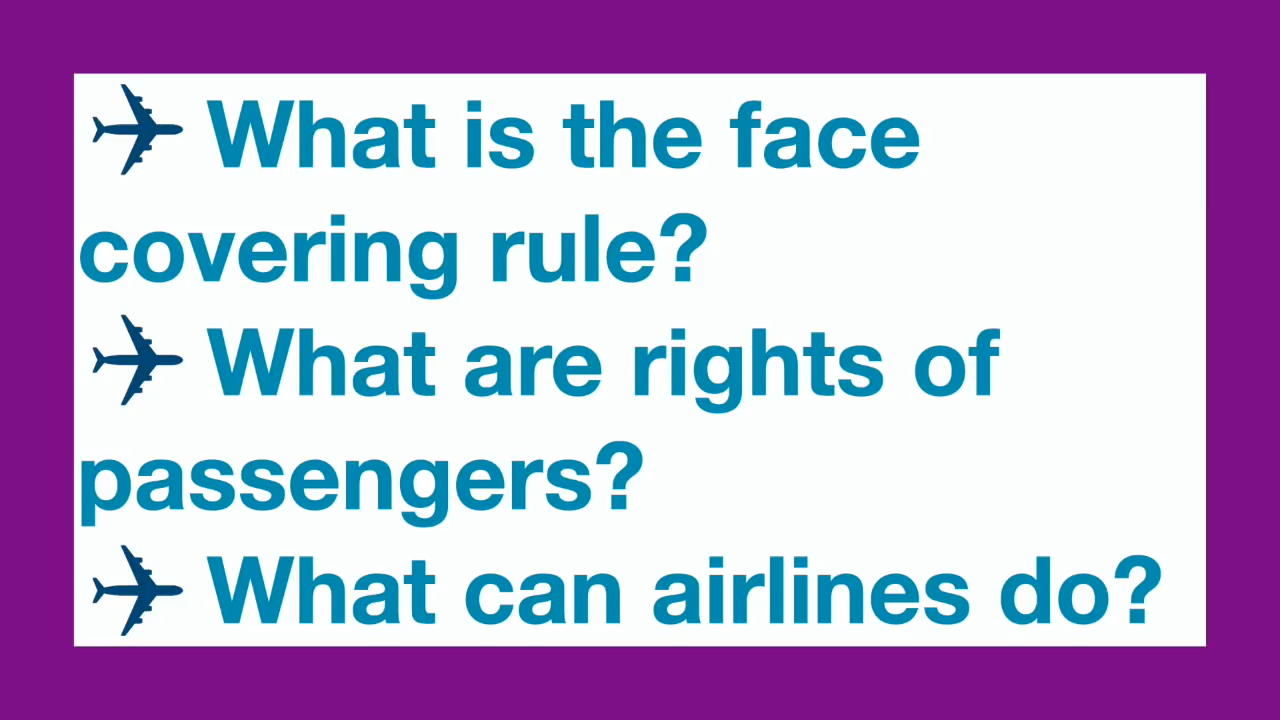 ✈ What is the face
covering rule?
✈ What are rights of
passengers?
✈ What can airlines do?